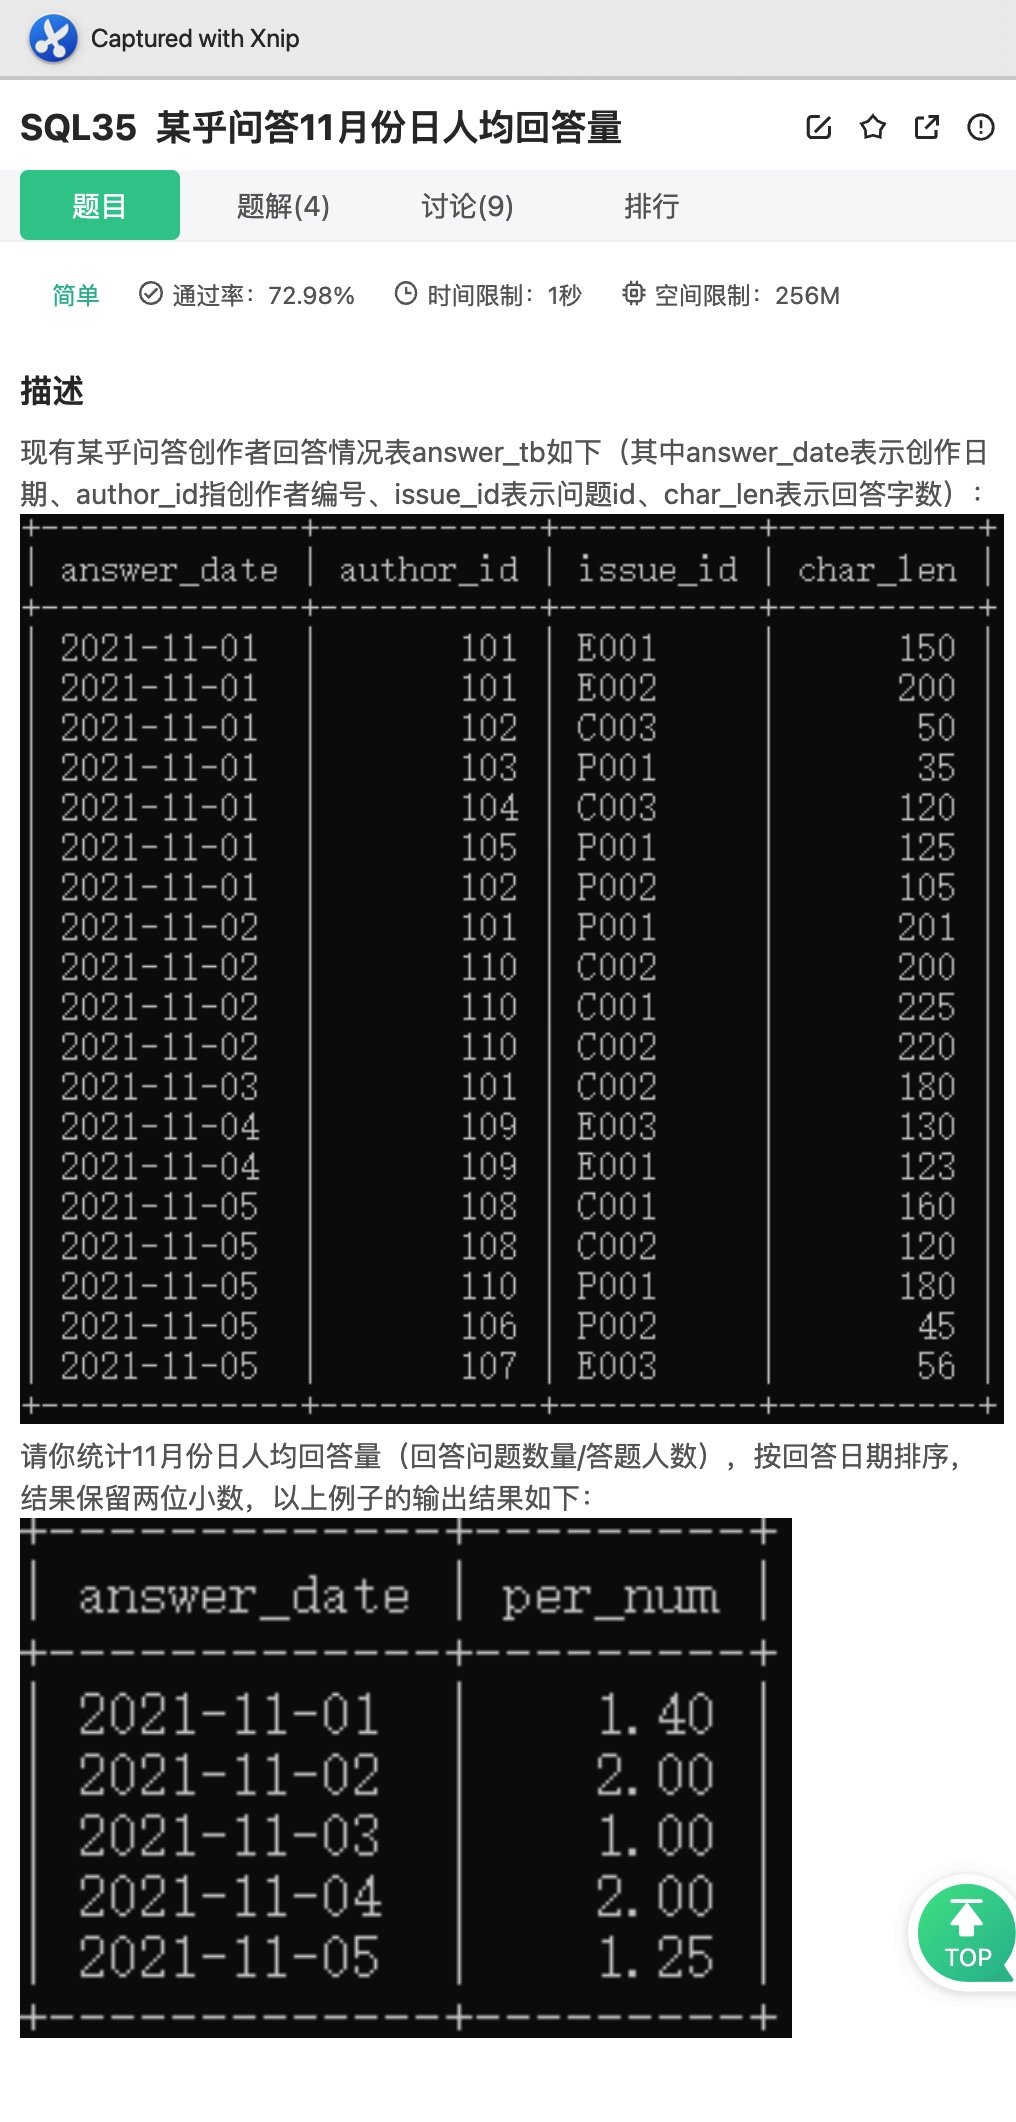 Captured with Xnip
SQL35 某乎问答11月份日人均回答量
题目 题解(4) 讨论(9) 排行
简单 通过率：72.98% 时间限制：1秒 空间限制：256M
描述
现有某乎问答创作者回答情况表answer_tb如下（其中answer_date表示创作日
期、author_id指创作者编号、issue_id表示问题id、char_len表示回答字数）：
+--------------+-----------+----------+----------+
| answer_date | author_id | issue_id | char_len |
+--------------+-----------+----------+----------+
| 2021-11-01 | 101 | E001 | 150 |
| 2021-11-01 | 101 | E002 | 200 |
| 2021-11-01 | 102 | C003 | 50 |
| 2021-11-01 | 103 | P001 | 35 |
| 2021-11-01 | 104 | C003 | 120 |
| 2021-11-01 | 105 | P001 | 125 |
| 2021-11-01 | 102 | P002 | 105 |
| 2021-11-02 | 101 | P001 | 201 |
| 2021-11-02 | 110 | C002 | 200 |
| 2021-11-02 | 110 | C001 | 225 |
| 2021-11-02 | 110 | C002 | 220 |
| 2021-11-03 | 101 | C002 | 180 |
| 2021-11-04 | 109 | E003 | 130 |
| 2021-11-04 | 109 | E001 | 123 |
| 2021-11-05 | 108 | C001 | 160 |
| 2021-11-05 | 108 | C002 | 120 |
| 2021-11-05 | 110 | P001 | 180 |
| 2021-11-05 | 106 | P002 | 45 |
| 2021-11-05 | 107 | E003 | 56 |
+--------------+-----------+----------+----------+
请你统计11月份日人均回答量（回答问题数量/答题人数），按回答日期排序，
结果保留两位小数，以上例子的输出结果如下：
+--------------+---------+
| answer_date | per_num |
+--------------+---------+
| 2021-11-01 | 1.40 |
| 2021-11-02 | 2.00 |
| 2021-11-03 | 1.00 |
| 2021-11-04 | 2.00 |
| 2021-11-05 | 1.25 |
+--------------+---------+
TOP